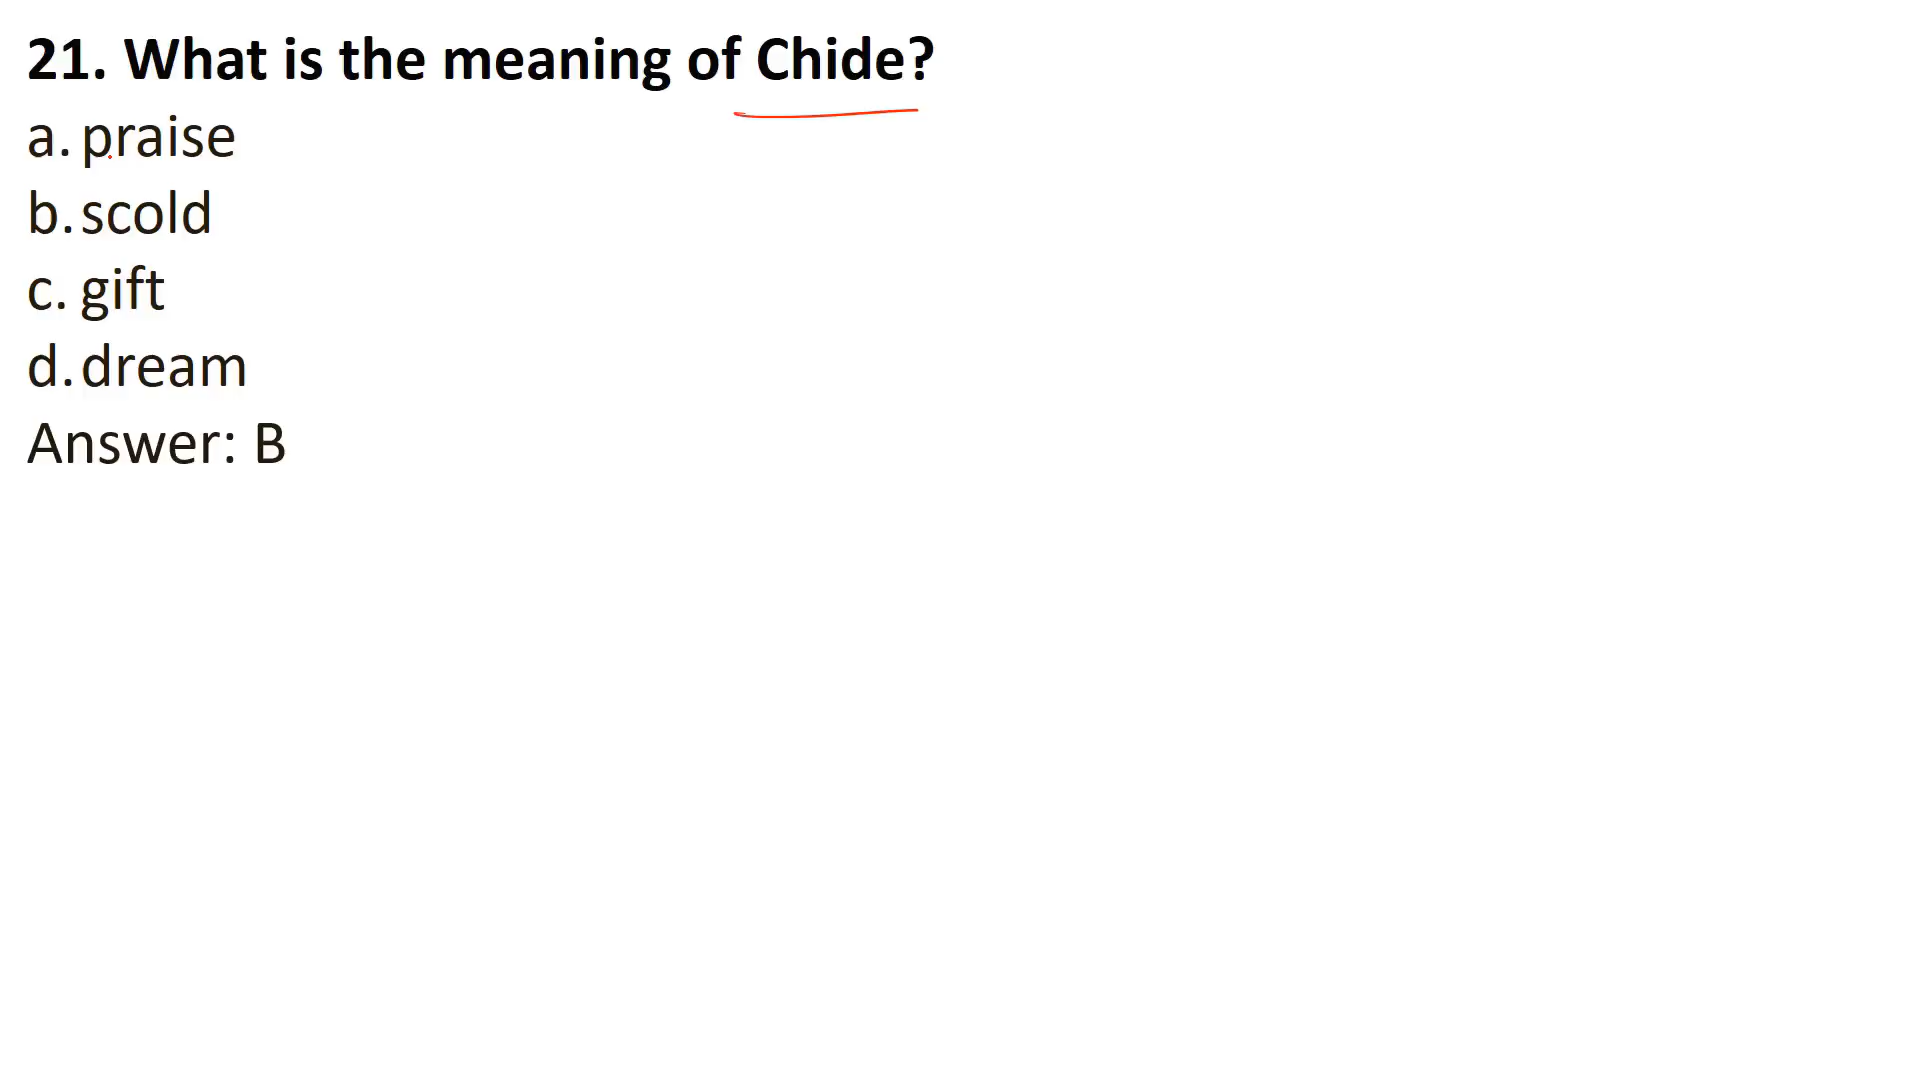 21. What is the meaning of Chide?
a. praise
b. scold
c. gift
d. dream
Answer: B